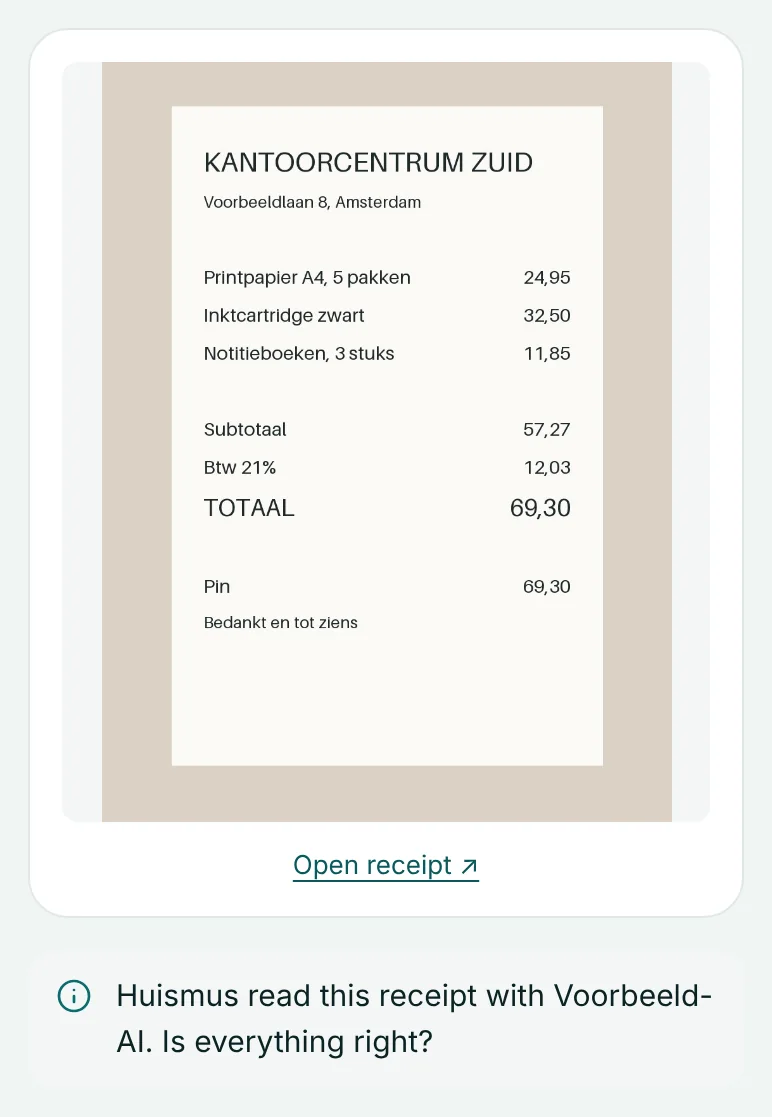 KANTOORCENTRUM ZUID
Voorbeeldlaan 8, Amsterdam
Printpapier A4, 5 pakken 24,95
Inktcartridge zwart 32,50
Notitieboeken, 3 stuks 11,85
Subtotaal 57,27
Btw 21% 12,03
TOTAAL 69,30
Pin 69,30
Bedankt en tot ziens
Open receipt ↗
Huismus read this receipt with Voorbeeld-
AI. Is everything right?